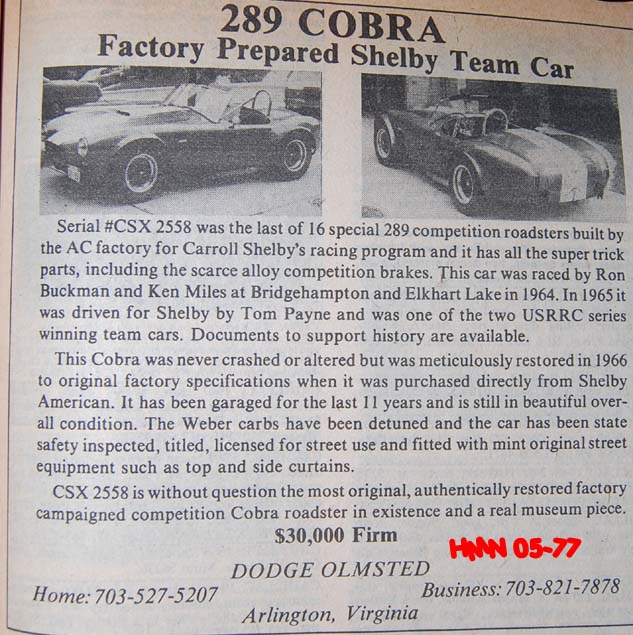 289 COBRA
Factory Prepared Shelby Team Car
Serial #CSX 2558 was the last of 16 special 289 competition roadsters built by
the AC factory for Carroll Shelby's racing program and it has all the super trick
parts, including the scarce alloy competition brakes. This car was raced by Ron
Buckman and Ken Miles at Bridgehampton and Elkhart Lake in 1964. In 1965 it
was driven for Shelby by Tom Payne and was one of the two USRRC series
winning team cars. Documents to support history are available.
This Cobra was never crashed or altered but was meticulously restored in 1966
to original factory specifications when it was purchased directly from Shelby
American. It has been garaged for the last 11 years and is still in beautiful over-
all condition. The Weber carbs have been detuned and the car has been state
safety inspected, titled, licensed for street use and fitted with mint original street
equipment such as top and side curtains.
CSX 2558 is without question the most original, authentically restored factory
campaigned competition Cobra roadster in existence and a real museum piece.
$30,000 Firm
HMN 05-77
DODGE OLMSTED
Home: 703-527-5207 Business: 703-821-7878
Arlington, Virginia